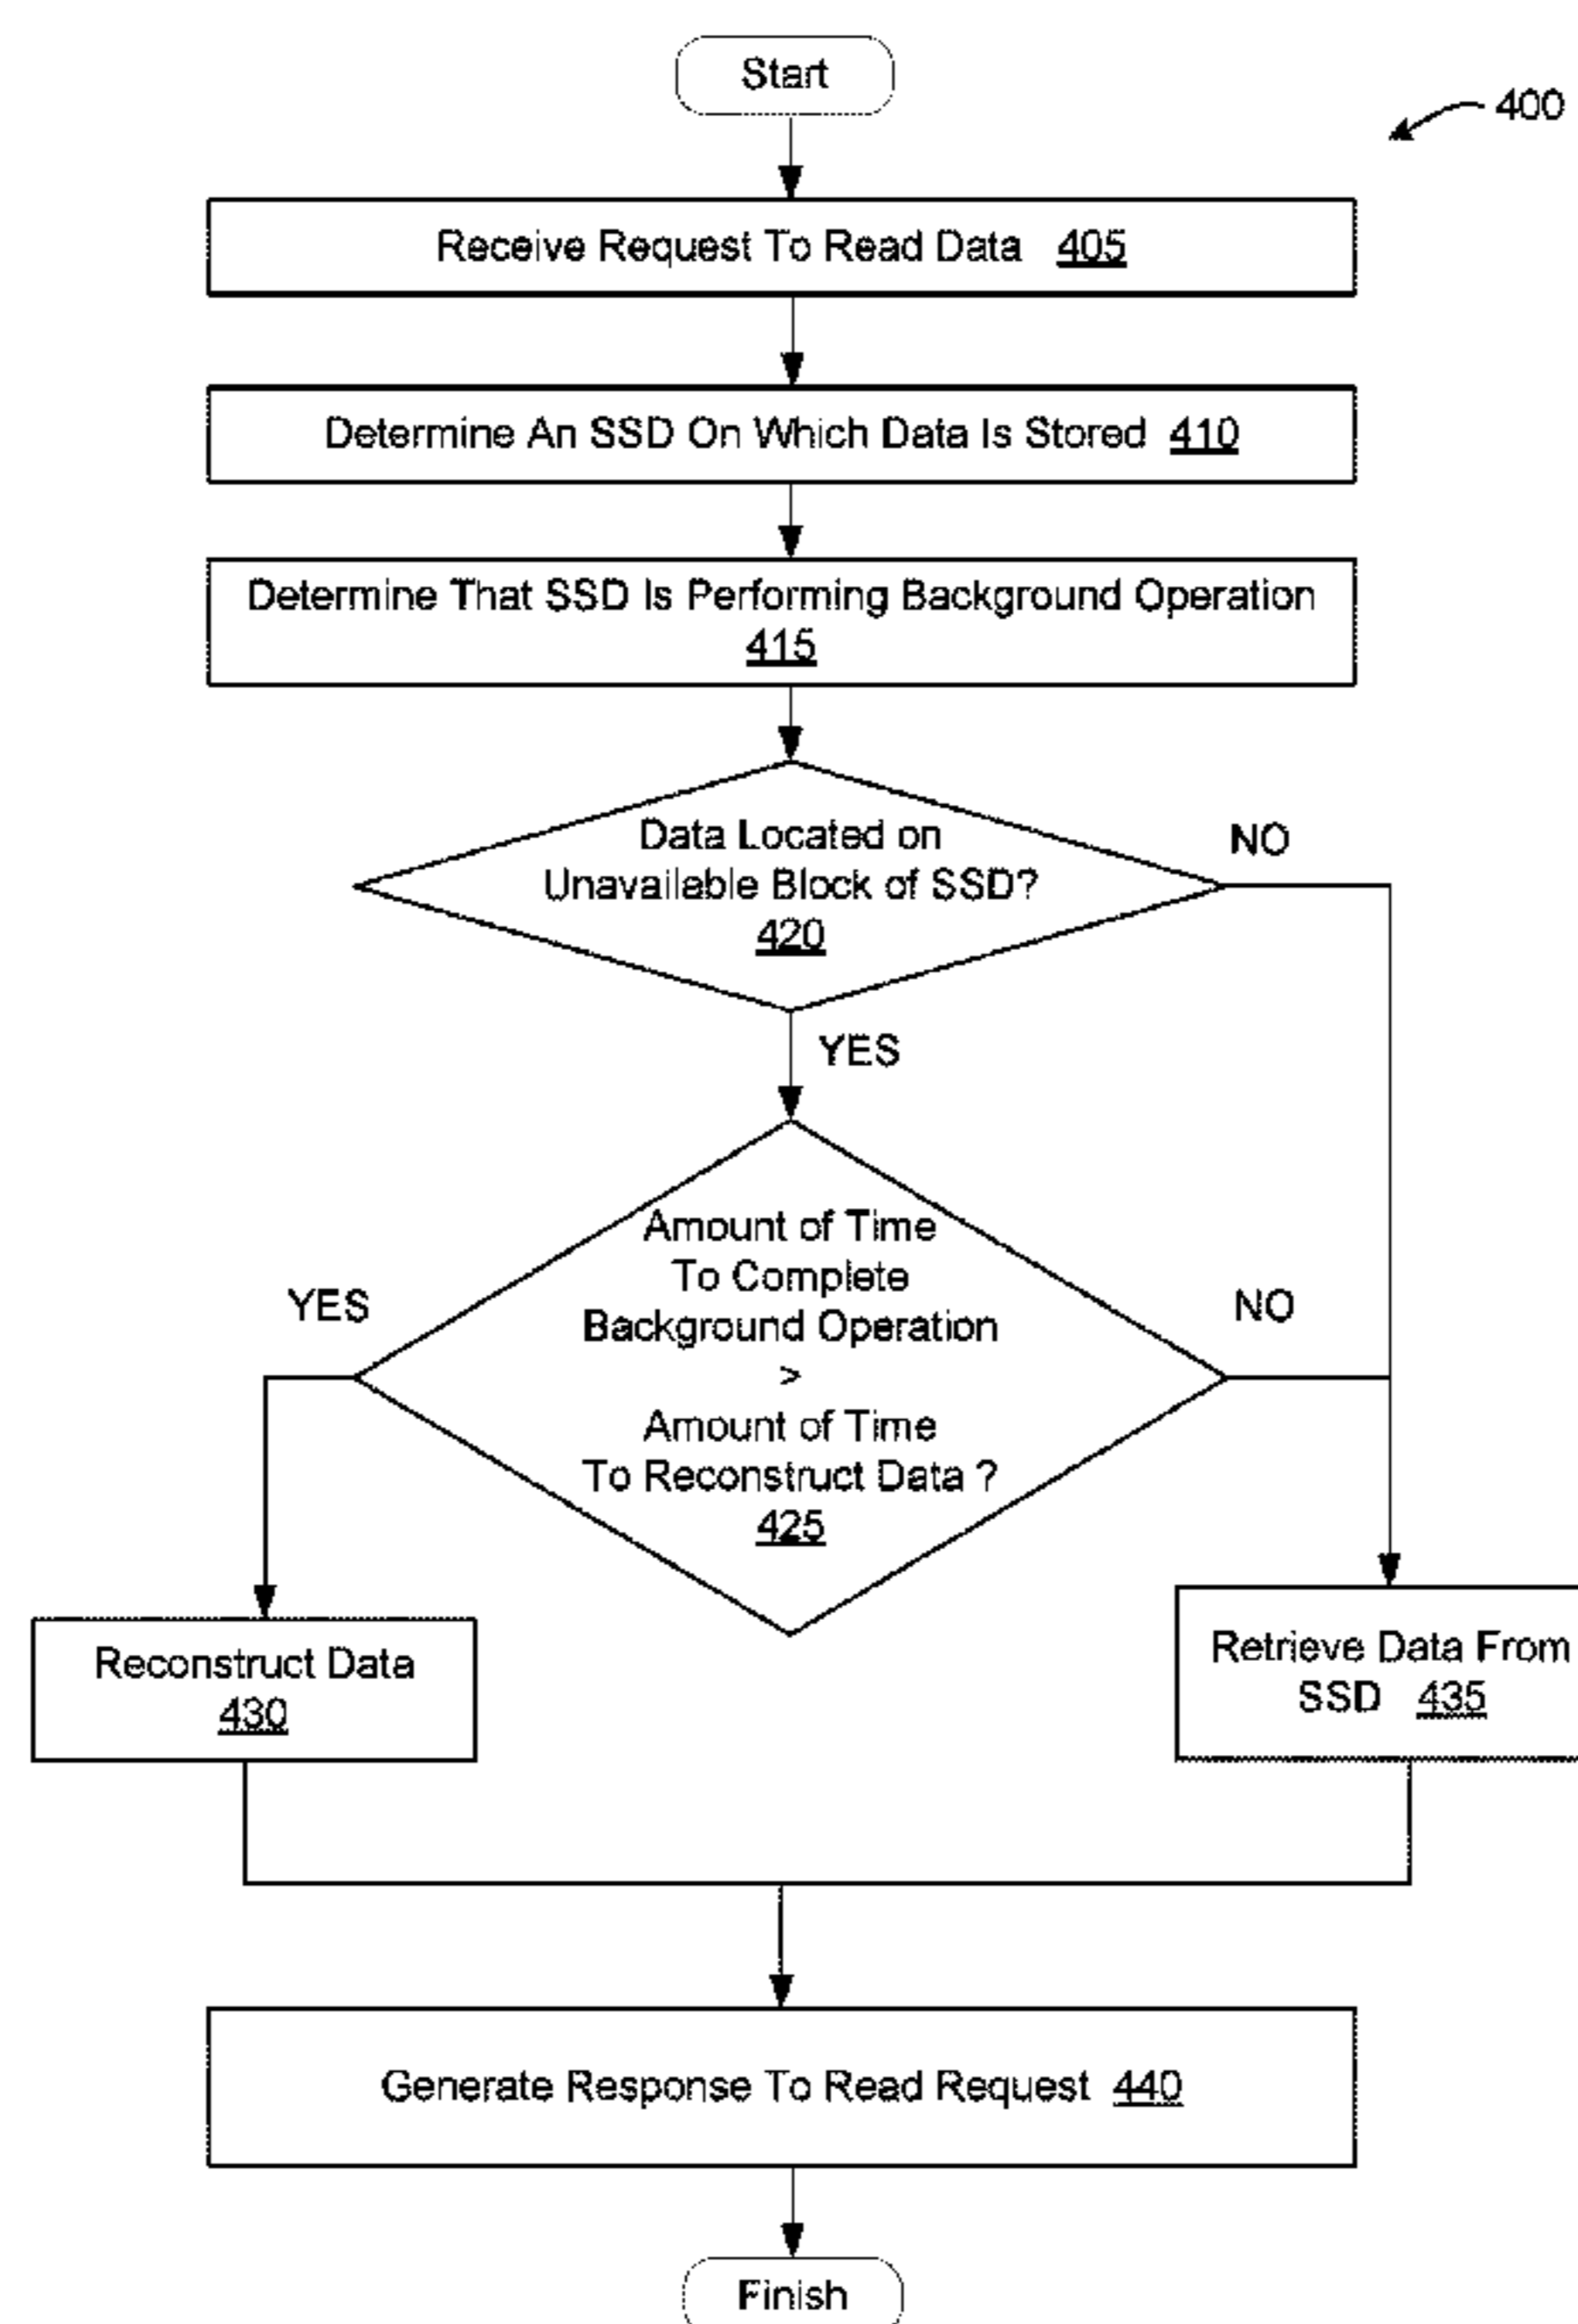 Start
400
Receive Request To Read Data 405
Determine An SSD On Which Data Is Stored 410
Determine That SSD Is Performing Background Operation
415
Data Located on
Unavailable Block of SSD?
420
NO
YES
Amount of Time
To Complete
Background Operation
>
Amount of Time
To Reconstruct Data ?
425
YES
NO
Reconstruct Data
430
Retrieve Data From
SSD 435
Generate Response To Read Request 440
Finish